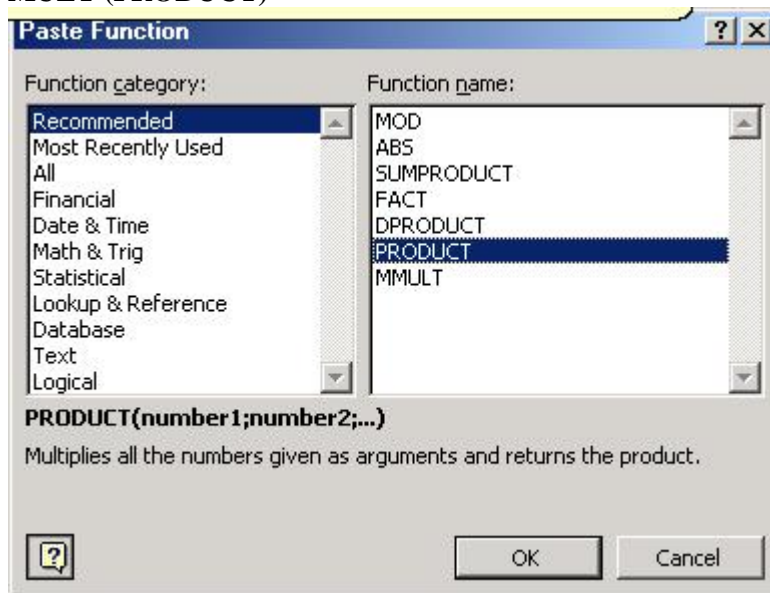 Paste Function
Function category:
Function name:
Recommended
Most Recently Used
All
Financial
Date & Time
Math & Trig
Statistical
Lookup & Reference
Database
Text
Logical
MOD
ABS
SUMPRODUCT
FACT
DPRODUCT
PRODUCT
MMULT
PRODUCT(number1;number2;...)
Multiplies all the numbers given as arguments and returns the product.
OK
Cancel